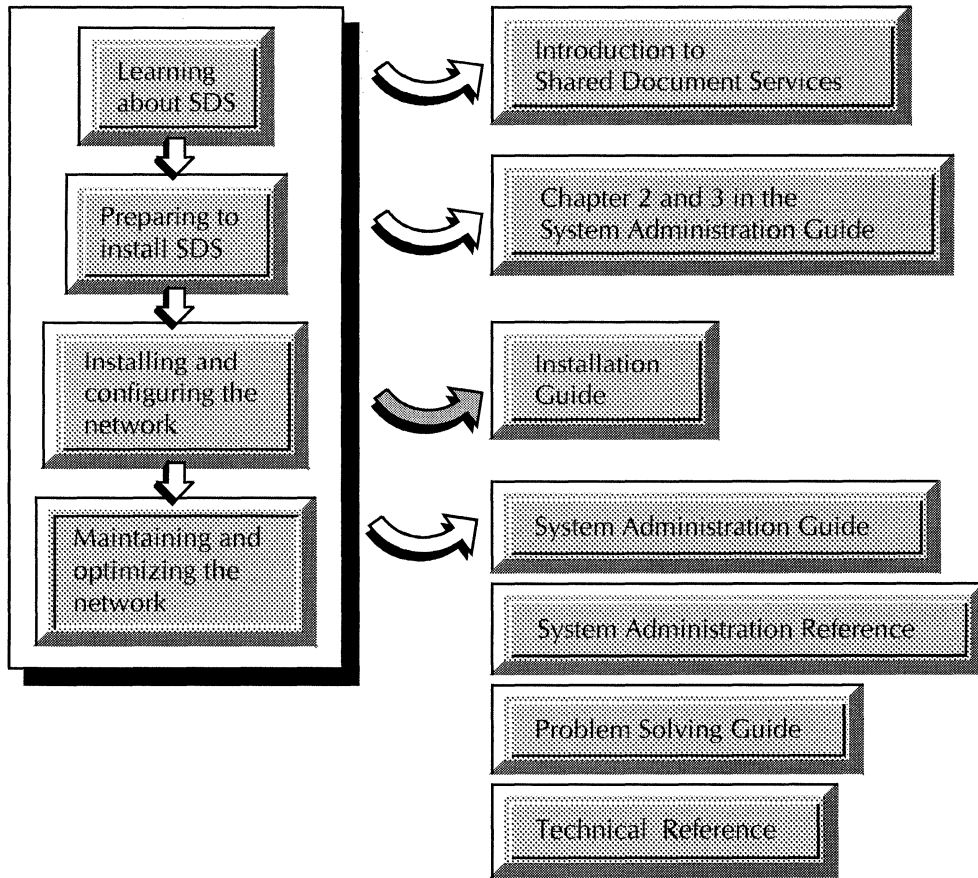 Learning
about SDS
Introduction to
Shared Document Services
Preparing to
install SDS
Chapter 2 and 3 in the
System Administration Guide
Installing and
configuring the
network
Installation
Guide
Maintaining and
optimizing the
network
System Administration Guide
System Administration Reference
Problem Solving Guide
Technical Reference